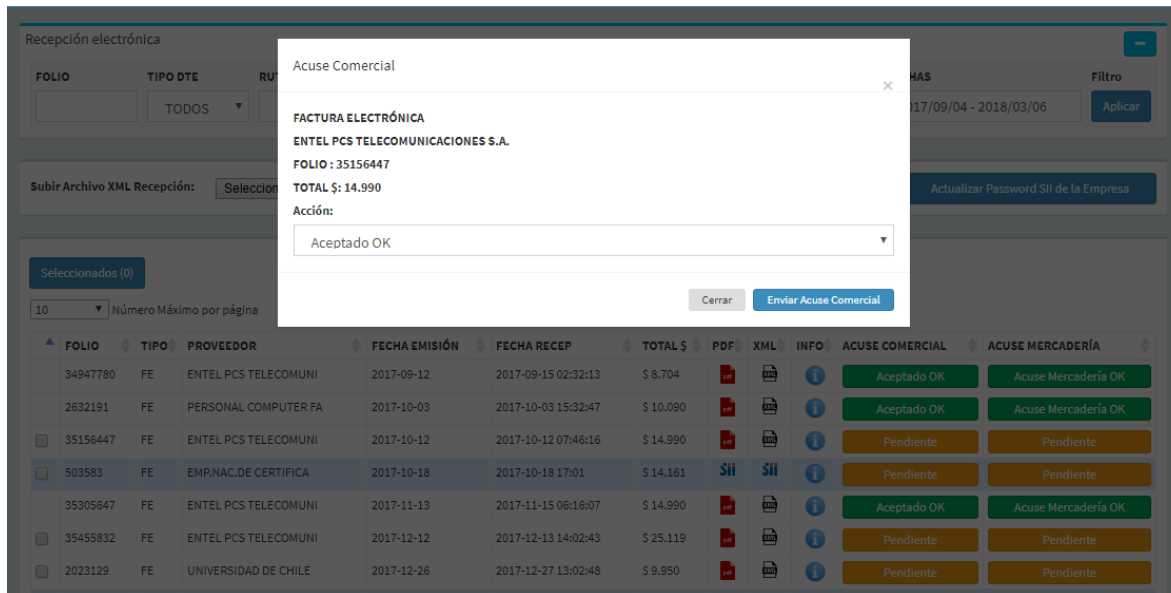 Recepción electrónica
FOLIO TIPO DTE RU HAS Filtro
TODOS 017/09/04 - 2018/03/06 Aplicar
Acuse Comercial
×
FACTURA ELECTRÓNICA
ENTEL PCS TELECOMUNICACIONES S.A.
FOLIO : 35156447
TOTAL $: 14.990
Acción:
Aceptado OK
Cerrar Enviar Acuse Comercial
Subir Archivo XML Recepción: Seleccion Actualizar Password SII de la Empresa
Seleccionados (0)
10 Número Máximo por página
FOLIO TIPO PROVEEDOR FECHA EMISIÓN FECHA RECEP TOTAL $ PDF XML INFO ACUSE COMERCIAL ACUSE MERCADERÍA
34947780 FE ENTEL PCS TELECOMUNI 2017-09-12 2017-09-15 02:32:13 $ 8.704 Aceptado OK Acuse Mercadería OK
2632191 FE PERSONAL COMPUTER FA 2017-10-03 2017-10-03 15:32:47 $ 10.090 Aceptado OK Acuse Mercadería OK
35156447 FE ENTEL PCS TELECOMUNI 2017-10-12 2017-10-12 07:46:16 $ 14.990 Pendiente Pendiente
503583 FE EMP.NAC.DE CERTIFICA 2017-10-18 2017-10-18 17:01 $ 14.161 Sii Sii Pendiente Pendiente
35305647 FE ENTEL PCS TELECOMUNI 2017-11-13 2017-11-15 06:16:07 $ 14.990 Aceptado OK Acuse Mercadería OK
35455832 FE ENTEL PCS TELECOMUNI 2017-12-12 2017-12-13 14:02:43 $ 25.119 Pendiente Pendiente
2023129 FE UNIVERSIDAD DE CHILE 2017-12-26 2017-12-27 13:02:48 $ 9.950 Pendiente Pendiente